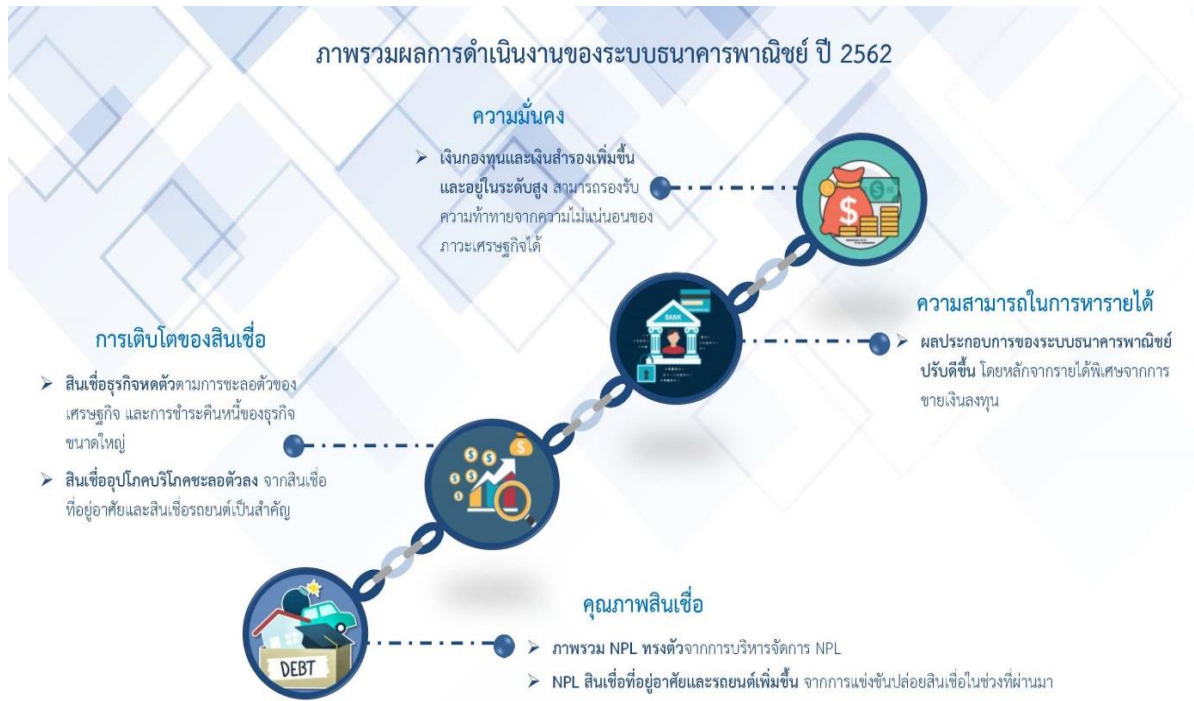 ภาพรวมผลการดำเนินงานของระบบธนาคารพาณิชย์ ปี 2562
ความมั่นคง
➢ เงินกองทุนและเงินสำรองเพิ่มขึ้น
และอยู่ในระดับสูง สามารถรองรับ
ความท้าทายจากความไม่แน่นอนของ
ภาวะเศรษฐกิจได้
ความสามารถในการหารายได้
➢ ผลประกอบการของระบบธนาคารพาณิชย์
ปรับดีขึ้น โดยหลักจากรายได้พิเศษจากการ
ขายเงินลงทุน
BANK
การเติบโตของสินเชื่อ
➢ สินเชื่อธุรกิจหดตัวตามการชะลอตัวของ
เศรษฐกิจ และการชำระคืนหนี้ของธุรกิจ
ขนาดใหญ่
➢ สินเชื่ออุปโภคบริโภคชะลอตัวลง จากสินเชื่อ
ที่อยู่อาศัยและสินเชื่อรถยนต์เป็นสำคัญ
คุณภาพสินเชื่อ
➢ ภาพรวม NPL ทรงตัวจากการบริหารจัดการ NPL
➢ NPL สินเชื่อที่อยู่อาศัยและรถยนต์เพิ่มขึ้น จากการแข่งขันปล่อยสินเชื่อในช่วงที่ผ่านมา
DEBT